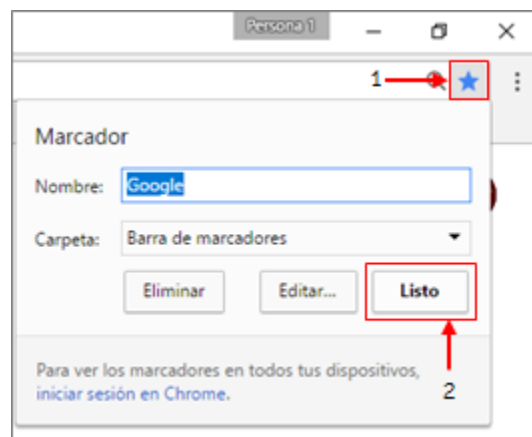 Persona 1
1
Marcador
Nombre: Google
Carpeta: Barra de marcadores
Eliminar Editar... Listo
Para ver los marcadores en todos tus dispositivos,
iniciar sesión en Chrome.
2